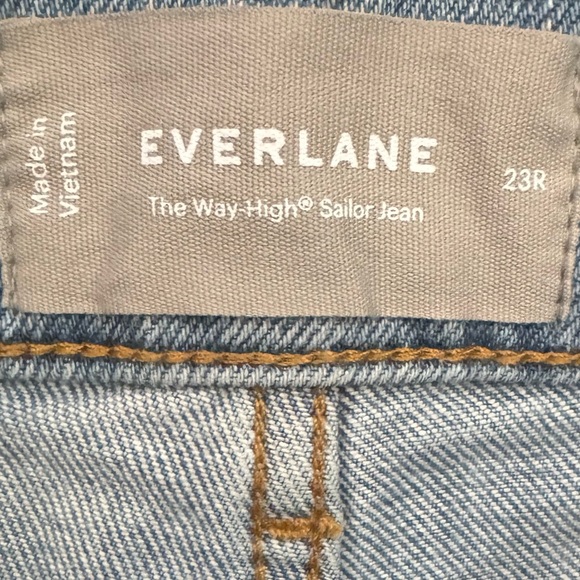 Made in
Vietnam
EVERLANE
The Way-High® Sailor Jean
23R